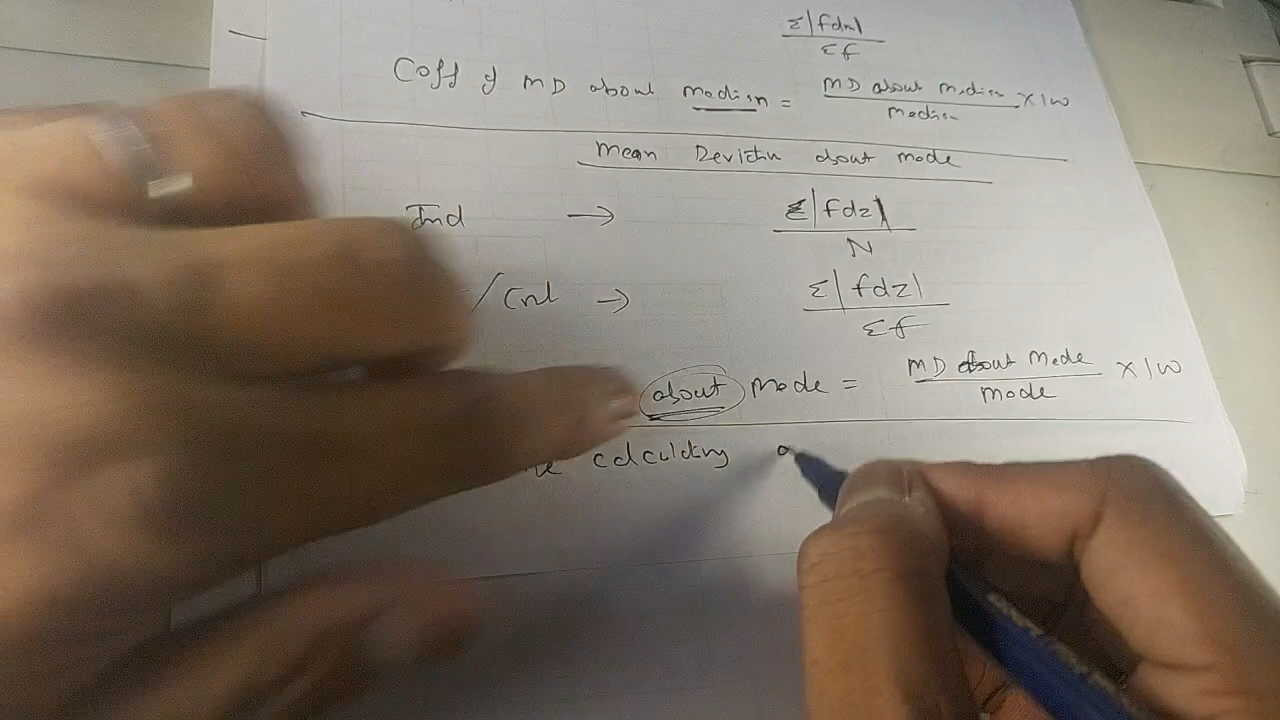 Σ|fdm|
Σf
Coff of MD about median = MD about median / median × 100
mean Devictn about mode
Ind → Σ|fdz| / N
/Cnt → Σ|fdz| / Σf
about mode = MD about Mode / mode × 100
calculating